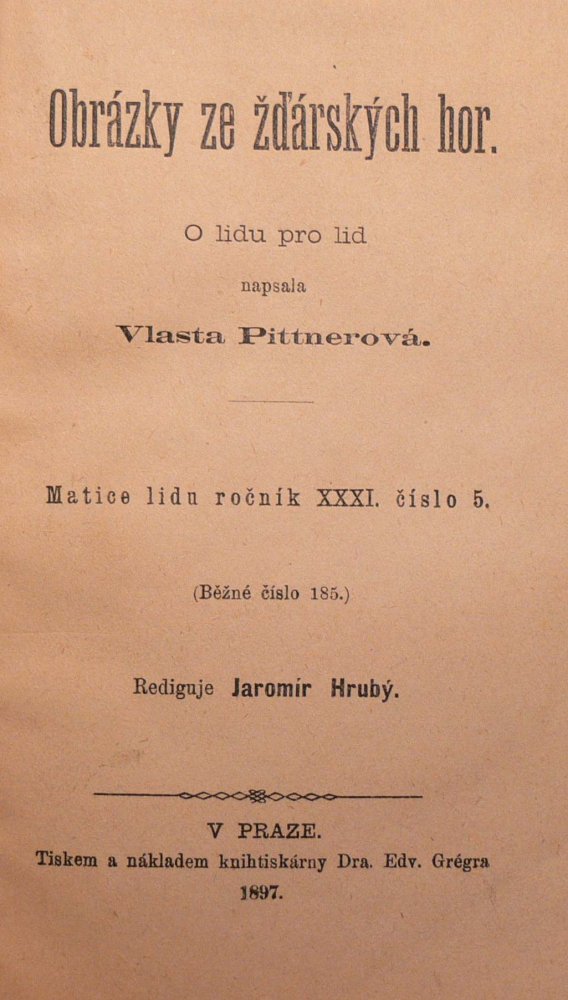 Obrázky ze žďárských hor.
O lidu pro lid
napsala
Vlasta Pittnerová.
Matice lidu ročník XXXI. číslo 5.
(Běžné číslo 185.)
Rediguje Jaromír Hrubý.
V PRAZE.
Tiskem a nákladem knihtiskárny Dra. Edv. Grégra
1897.